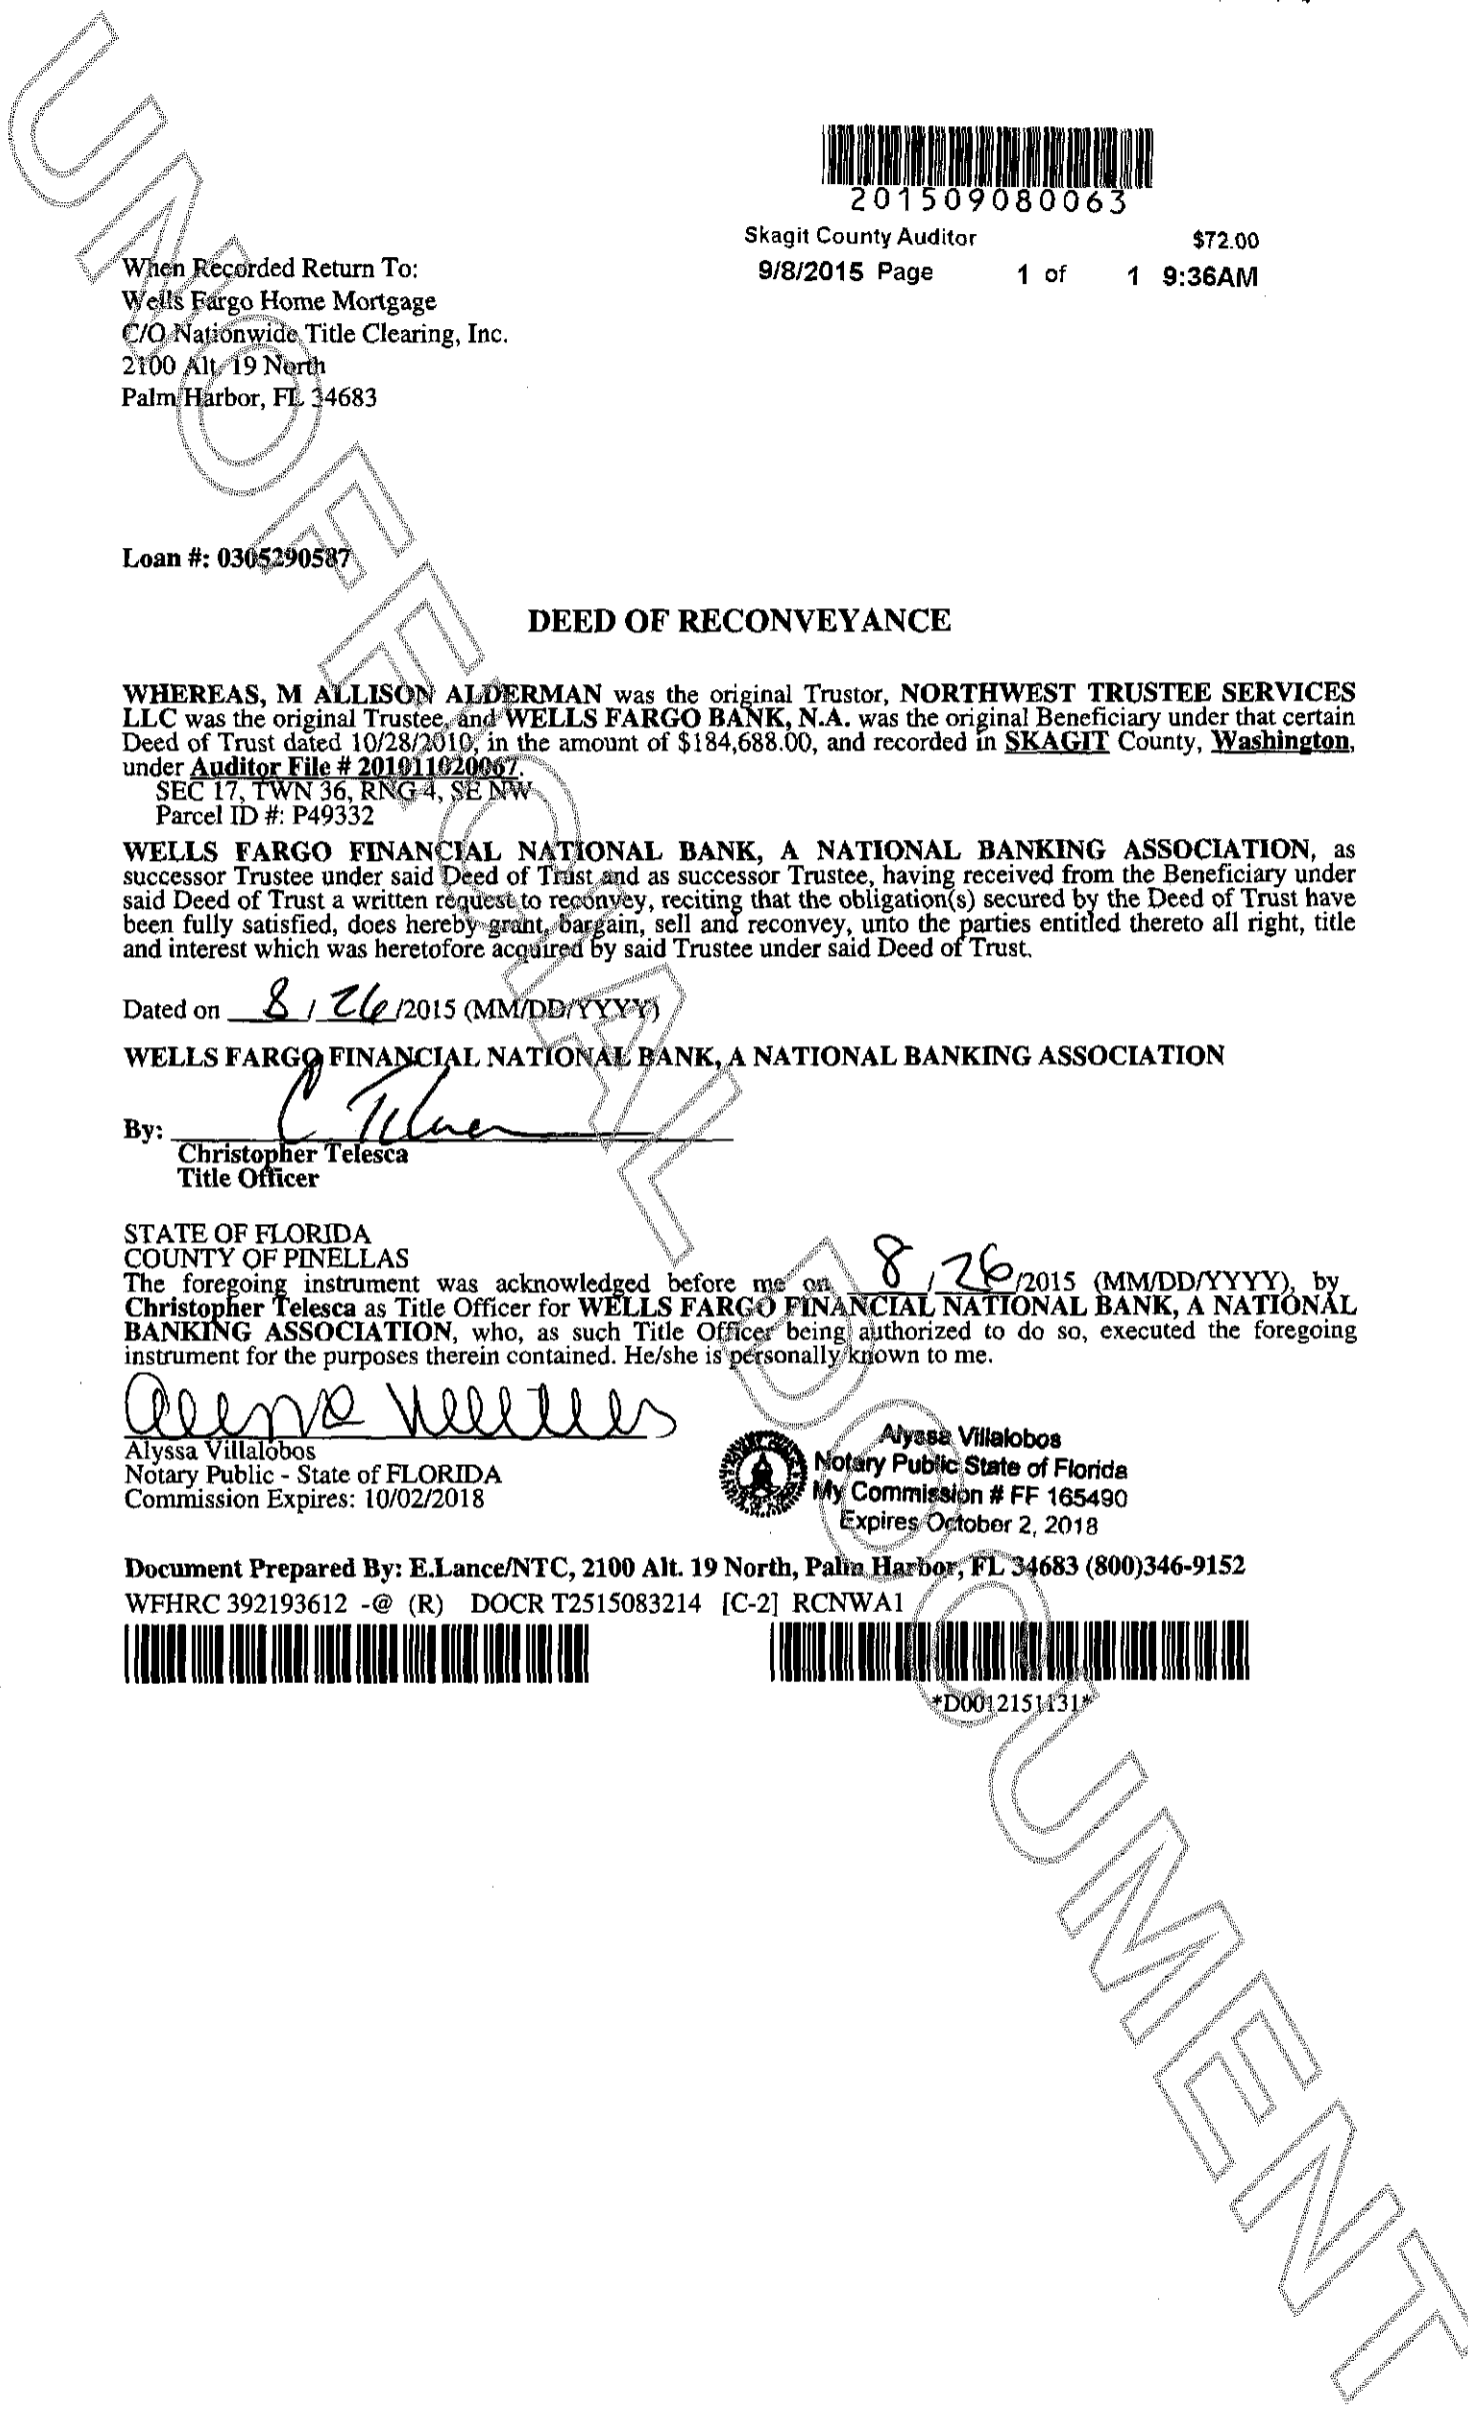 201509080063
Skagit County Auditor $72.00
9/8/2015 Page 1 of 1 9:36AM
When Recorded Return To:
Wells Fargo Home Mortgage
C/O Nationwide Title Clearing, Inc.
2100 Alt. 19 North
Palm Harbor, FL 34683
Loan #: 0305290587
DEED OF RECONVEYANCE
WHEREAS, M ALLISON ALDERMAN was the original Trustor, NORTHWEST TRUSTEE SERVICES
LLC was the original Trustee, and WELLS FARGO BANK, N.A. was the original Beneficiary under that certain
Deed of Trust dated 10/28/2010, in the amount of $184,688.00, and recorded in SKAGIT County, Washington,
under Auditor File # 201011020067.
SEC 17, TWN 36, RNG 4, SE NW
Parcel ID #: P49332
WELLS FARGO FINANCIAL NATIONAL BANK, A NATIONAL BANKING ASSOCIATION, as
successor Trustee under said Deed of Trust and as successor Trustee, having received from the Beneficiary under
said Deed of Trust a written request to reconvey, reciting that the obligation(s) secured by the Deed of Trust have
been fully satisfied, does hereby grant, bargain, sell and reconvey, unto the parties entitled thereto all right, title
and interest which was heretofore acquired by said Trustee under said Deed of Trust.
Dated on 8 / 26 /2015 (MM/DD/YYYY)
WELLS FARGO FINANCIAL NATIONAL BANK, A NATIONAL BANKING ASSOCIATION
By:
Christopher Telesca
Title Officer
STATE OF FLORIDA
COUNTY OF PINELLAS
The foregoing instrument was acknowledged before me on 8 / 26 /2015 (MM/DD/YYYY), by
Christopher Telesca as Title Officer for WELLS FARGO FINANCIAL NATIONAL BANK, A NATIONAL
BANKING ASSOCIATION, who, as such Title Officer being authorized to do so, executed the foregoing
instrument for the purposes therein contained. He/she is personally known to me.
Alyssa Villalobos
Notary Public - State of FLORIDA
Commission Expires: 10/02/2018
Alyssa Villalobos
Notary Public State of Florida
My Commission # FF 165490
Expires October 2, 2018
Document Prepared By: E.Lance/NTC, 2100 Alt. 19 North, Palm Harbor, FL 34683 (800)346-9152
WFHRC 392193612 -@ (R) DOCR T2515083214 [C-2] RCNWA1
*D0012151131*
UNOFFICIAL DOCUMENT